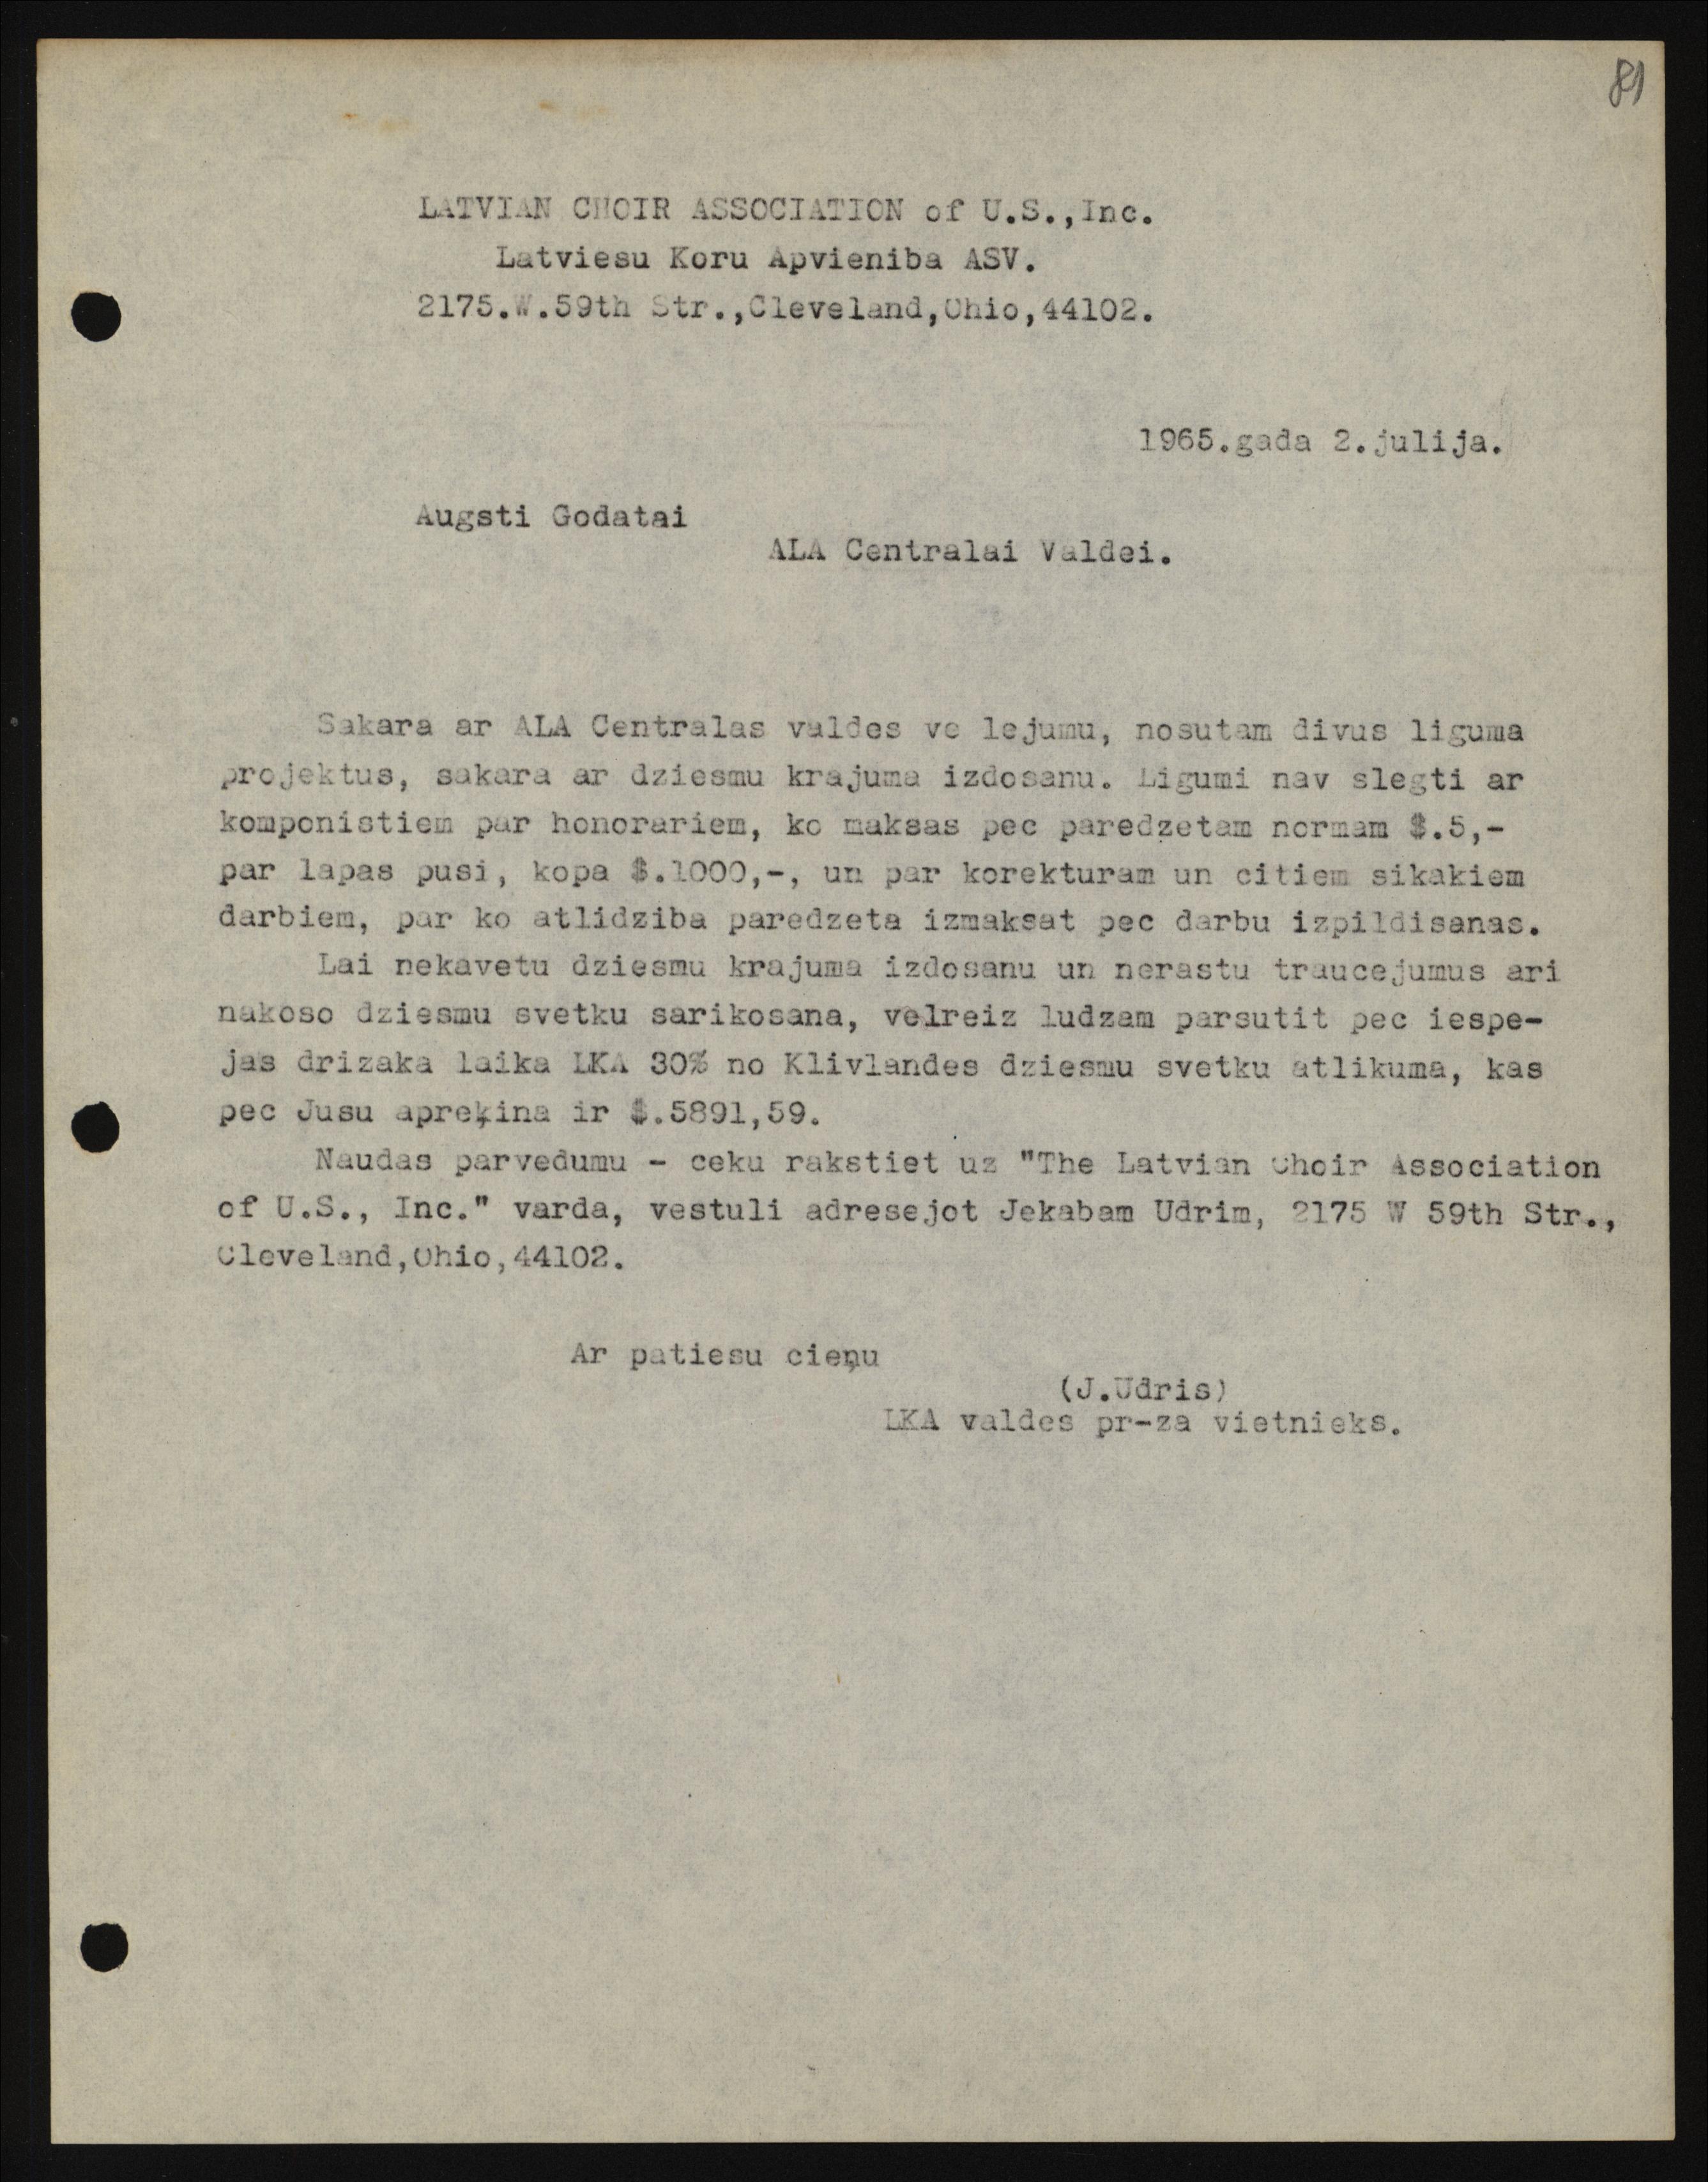 81
LATVIAN CHOIR ASSOCIATION of U.S.,Inc.
Latviesu Koru Apvieniba ASV.
2175.W.59th Str.,Cleveland,Ohio,44102.
1965.gada 2.julija.
Augsti Godatai
ALA Centralai Valdei.
Sakara ar ALA Centralas valdes ve lejumu, nosutam divus liguma
projektus, sakara ar dziesmu krajuma izdosanu. Ligumi nav slegti ar
komponistiem par honorariem, ko maksas pec paredzetam normam $.5,-
par lapas pusi, kopa $.1000,-, un par korekturam un citiem sikakiem
darbiem, par ko atlidziba paredzeta izmaksat pec darbu izpildisanas.
Lai nekavetu dziesmu krajuma izdosanu un nerastu traucejumus ari
nakoso dziesmu svetku sarikosana, velreiz ludzam parsutit pec iespe-
jas drizaka laika LKA 30% no Klivlandes dziesmu svetku atlikuma, kas
pec Jusu apreķina ir $.5891,59.
Naudas parvedumu - ceku rakstiet uz "The Latvian Choir Association
of U.S., Inc." varda, vestuli adresejot Jekabam Udrim, 2175 W 59th Str.,
Cleveland,Ohio,44102.
Ar patiesu cieņu
(J.Udris)
LKA valdes pr-za vietnieks.